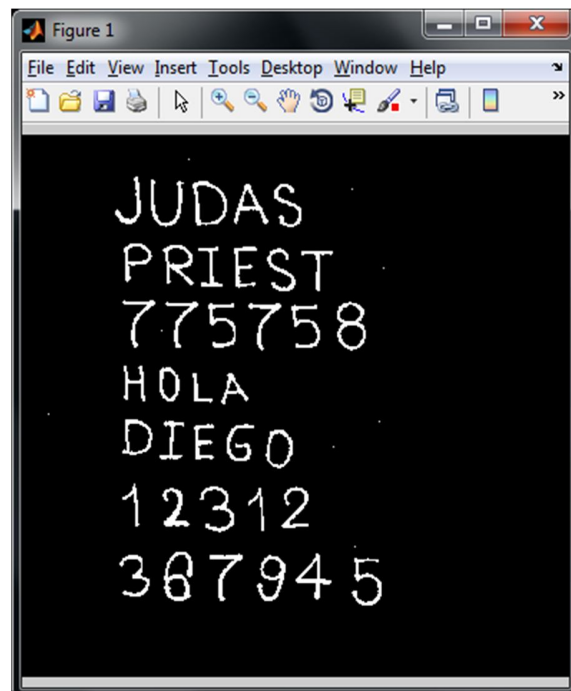 Figure 1
File Edit View Insert Tools Desktop Window Help
JUDAS
PRIEST
775758
HOLA
DIEGO
12312
367945